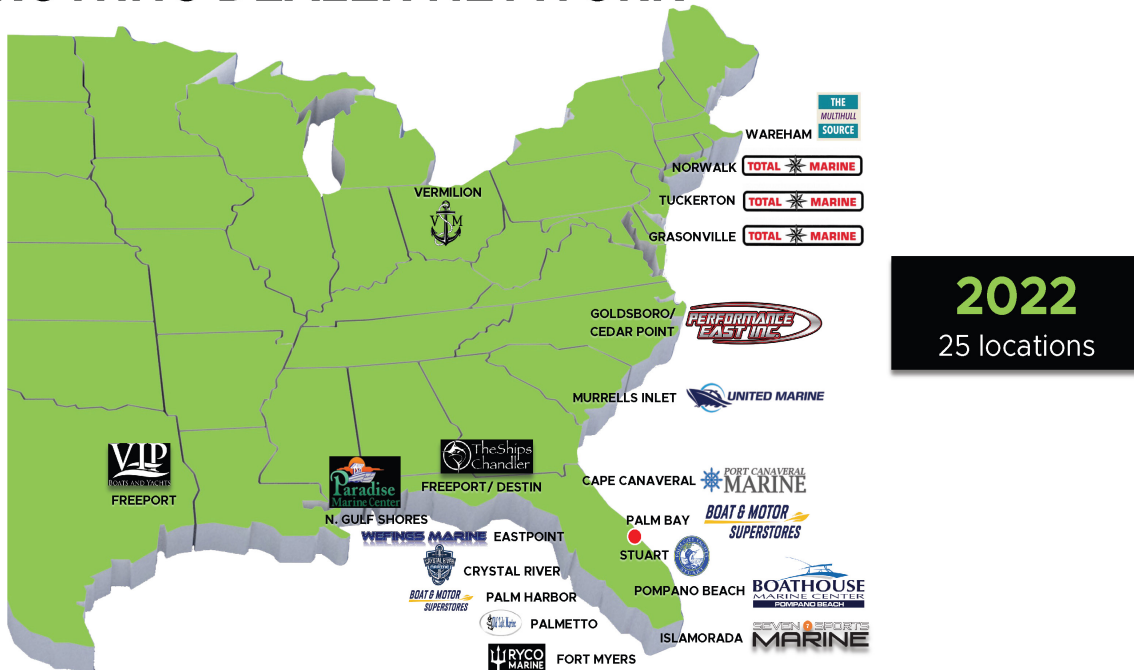 THE
MULTIHULL
SOURCE
WAREHAM
NORWALK
TOTAL MARINE
TUCKERTON
TOTAL MARINE
GRASONVILLE
TOTAL MARINE
VERMILION
V M
2022
25 locations
GOLDSBORO/
CEDAR POINT
PERFORMANCE
EAST INC.
MURRELLS INLET
UNITED MARINE
VIP
BOATS AND YACHTS
FREEPORT
Paradise
Marine Center
N. GULF SHORES
TheShips
Chandler
FREEPORT/ DESTIN
CAPE CANAVERAL
PORT CANAVERAL
MARINE
PALM BAY
BOAT & MOTOR
SUPERSTORES
WEFINGS MARINE
EASTPOINT
STUART
CRYSTAL RIVER
POMPANO BEACH
BOATHOUSE
MARINE CENTER
POMPANO BEACH
BOAT & MOTOR
SUPERSTORES
PALM HARBOR
PALMETTO
ISLAMORADA
SEVEN 7 SPORTS
MARINE
RYCO
MARINE
FORT MYERS